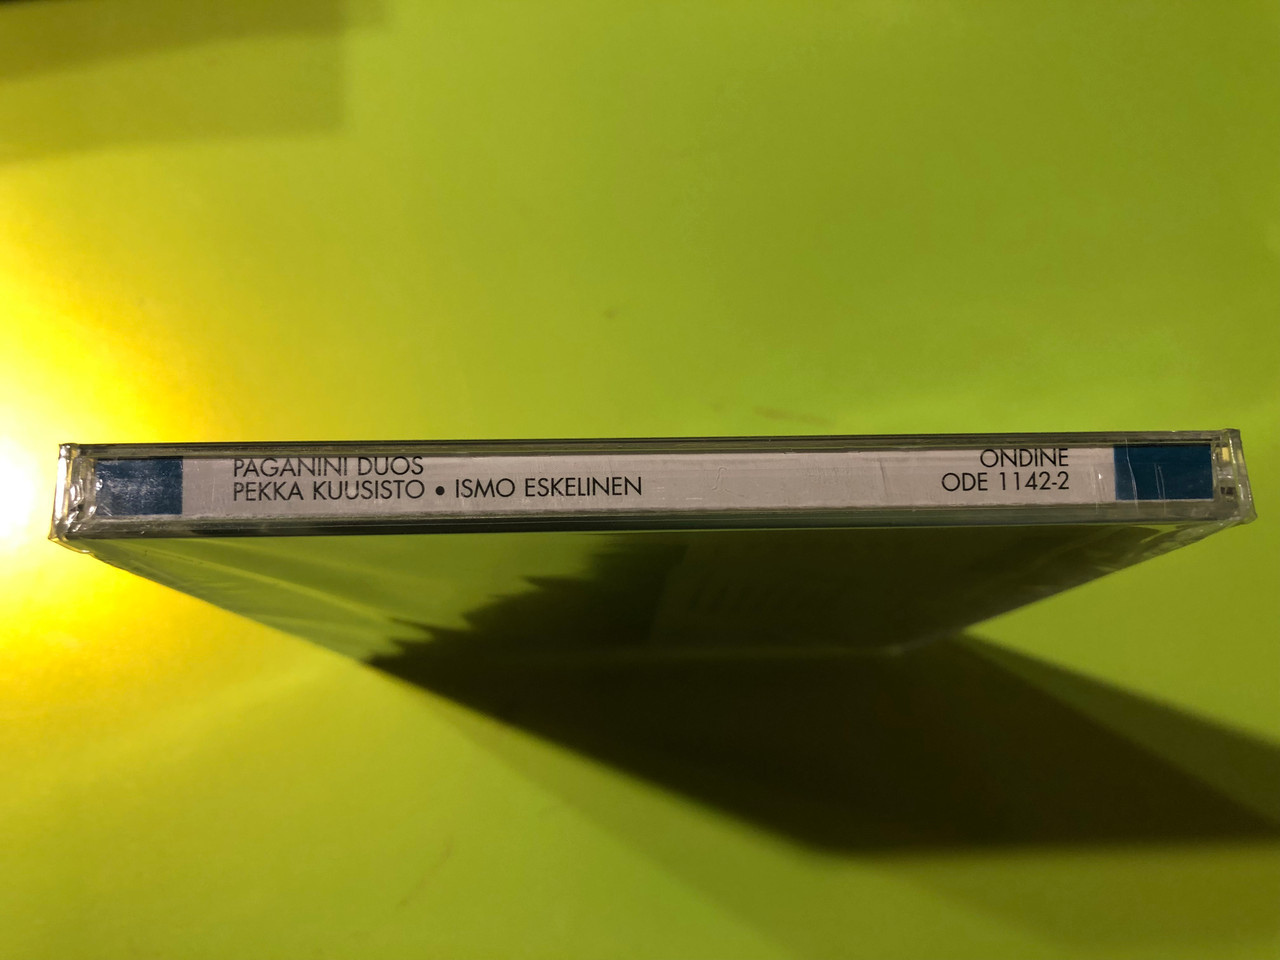 PAGANINI DUOS
PEKKA KUUSISTO • ISMO ESKELINEN
ONDINE
ODE 1142-2